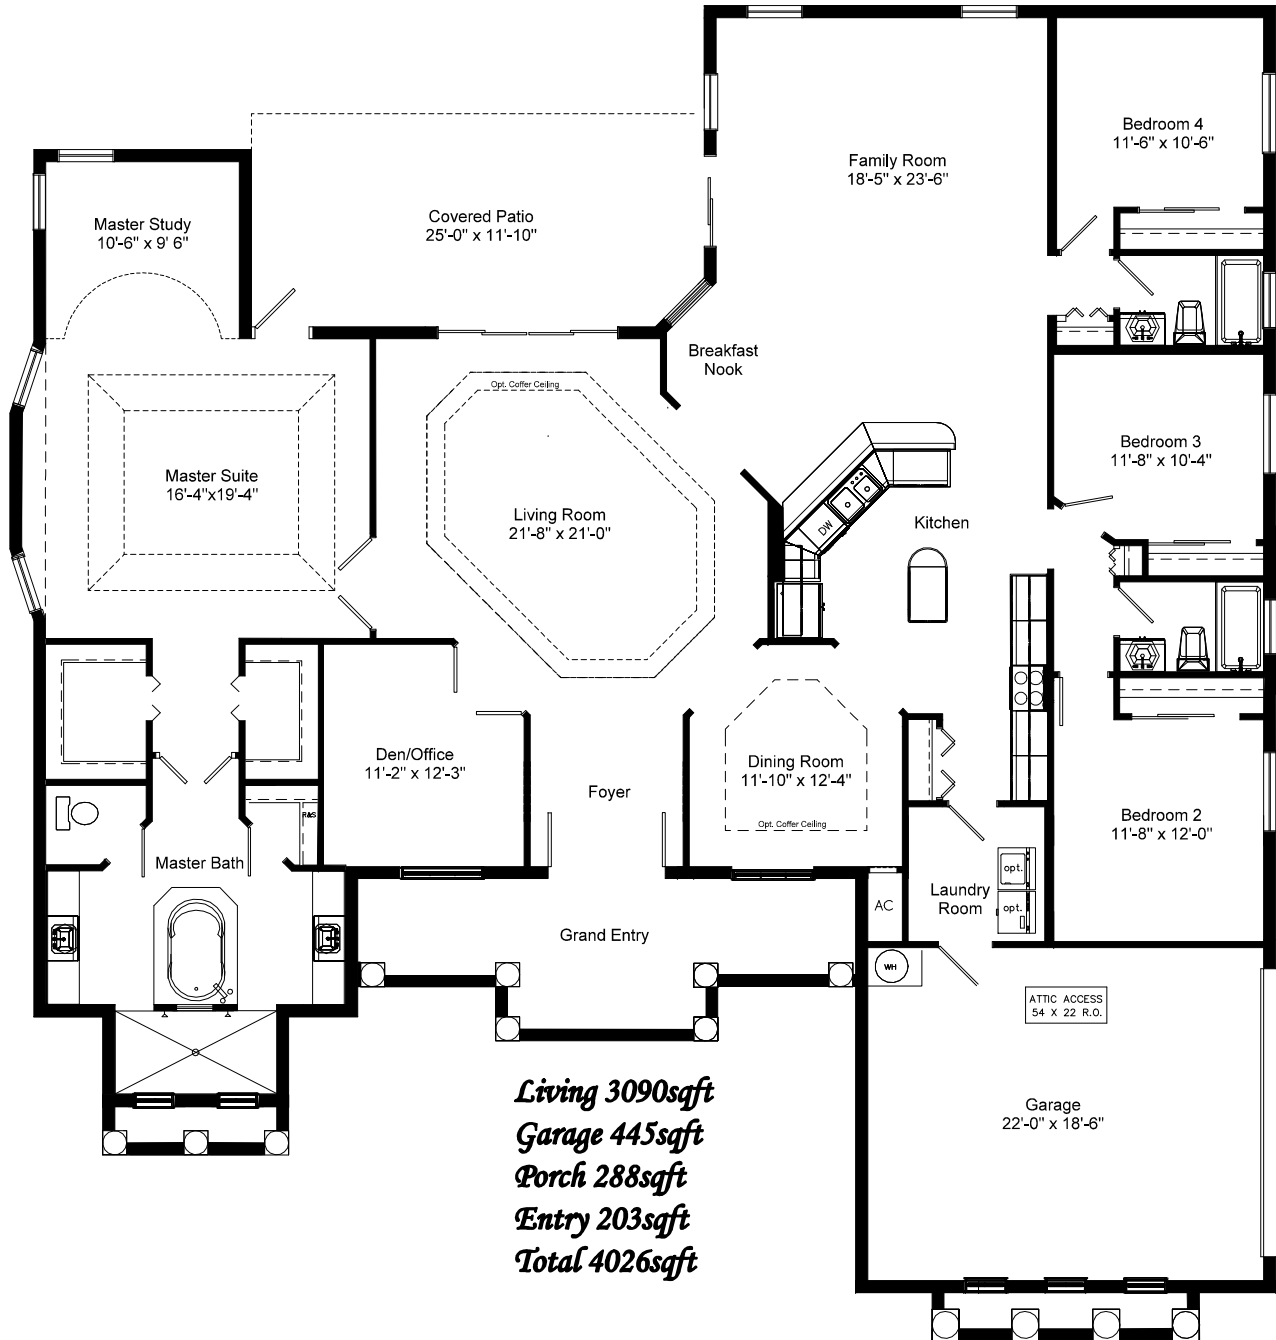 Bedroom 4
11'-6" x 10'-6"
Family Room
18'-5" x 23'-6"
Master Study
10'-6" x 9' 6"
Covered Patio
25'-0" x 11'-10"
Breakfast
Nook
Opt. Coffer Ceiling
Bedroom 3
11'-8" x 10'-4"
Master Suite
16'-4"x19'-4"
Living Room
21'-8" x 21'-0"
DW
Kitchen
Den/Office
11'-2" x 12'-3"
Dining Room
11'-10" x 12'-4"
Foyer
Opt. Coffer Ceiling
R&S
Bedroom 2
11'-8" x 12'-0"
Master Bath
opt.
Laundry
Room
AC
opt.
Grand Entry
WH
ATTIC ACCESS
54 X 22 R.O.
Living 3090sqft
Garage 445sqft
Porch 288sqft
Entry 203sqft
Total 4026sqft
Garage
22'-0" x 18'-6"